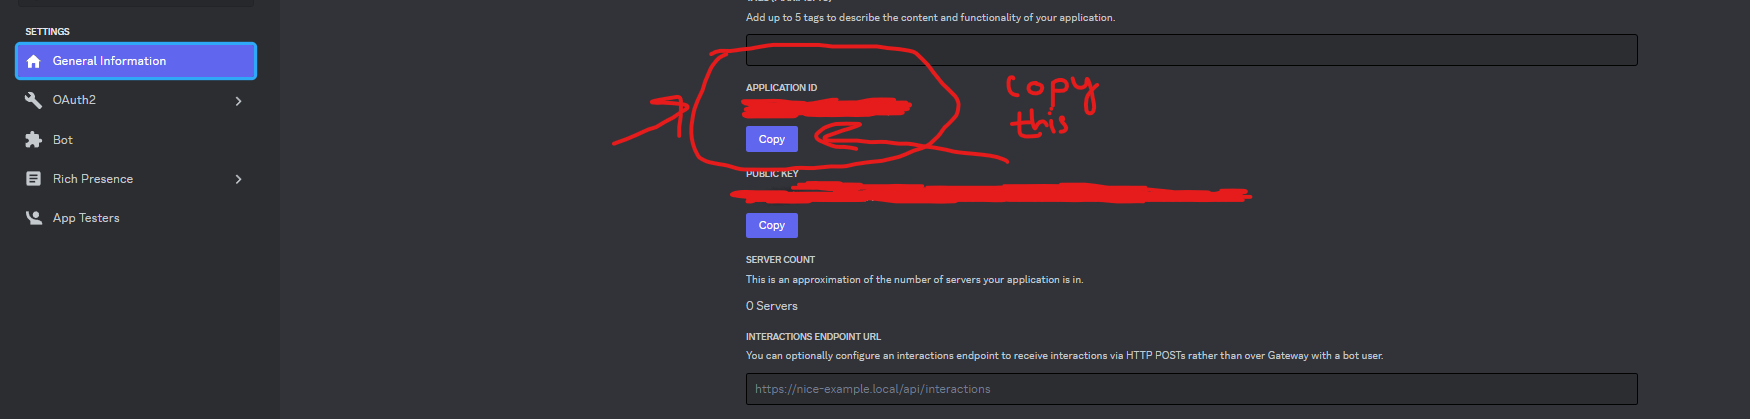 SETTINGS
General Information
OAuth2
Bot
Rich Presence
App Testers
Add up to 5 tags to describe the content and functionality of your application.
APPLICATION ID
Copy
copy
this
PUBLIC KEY
Copy
SERVER COUNT
This is an approximation of the number of servers your application is in.
0 Servers
INTERACTIONS ENDPOINT URL
You can optionally configure an interactions endpoint to receive interactions via HTTP POSTs rather than over Gateway with a bot user.
https://nice-example.local/api/interactions